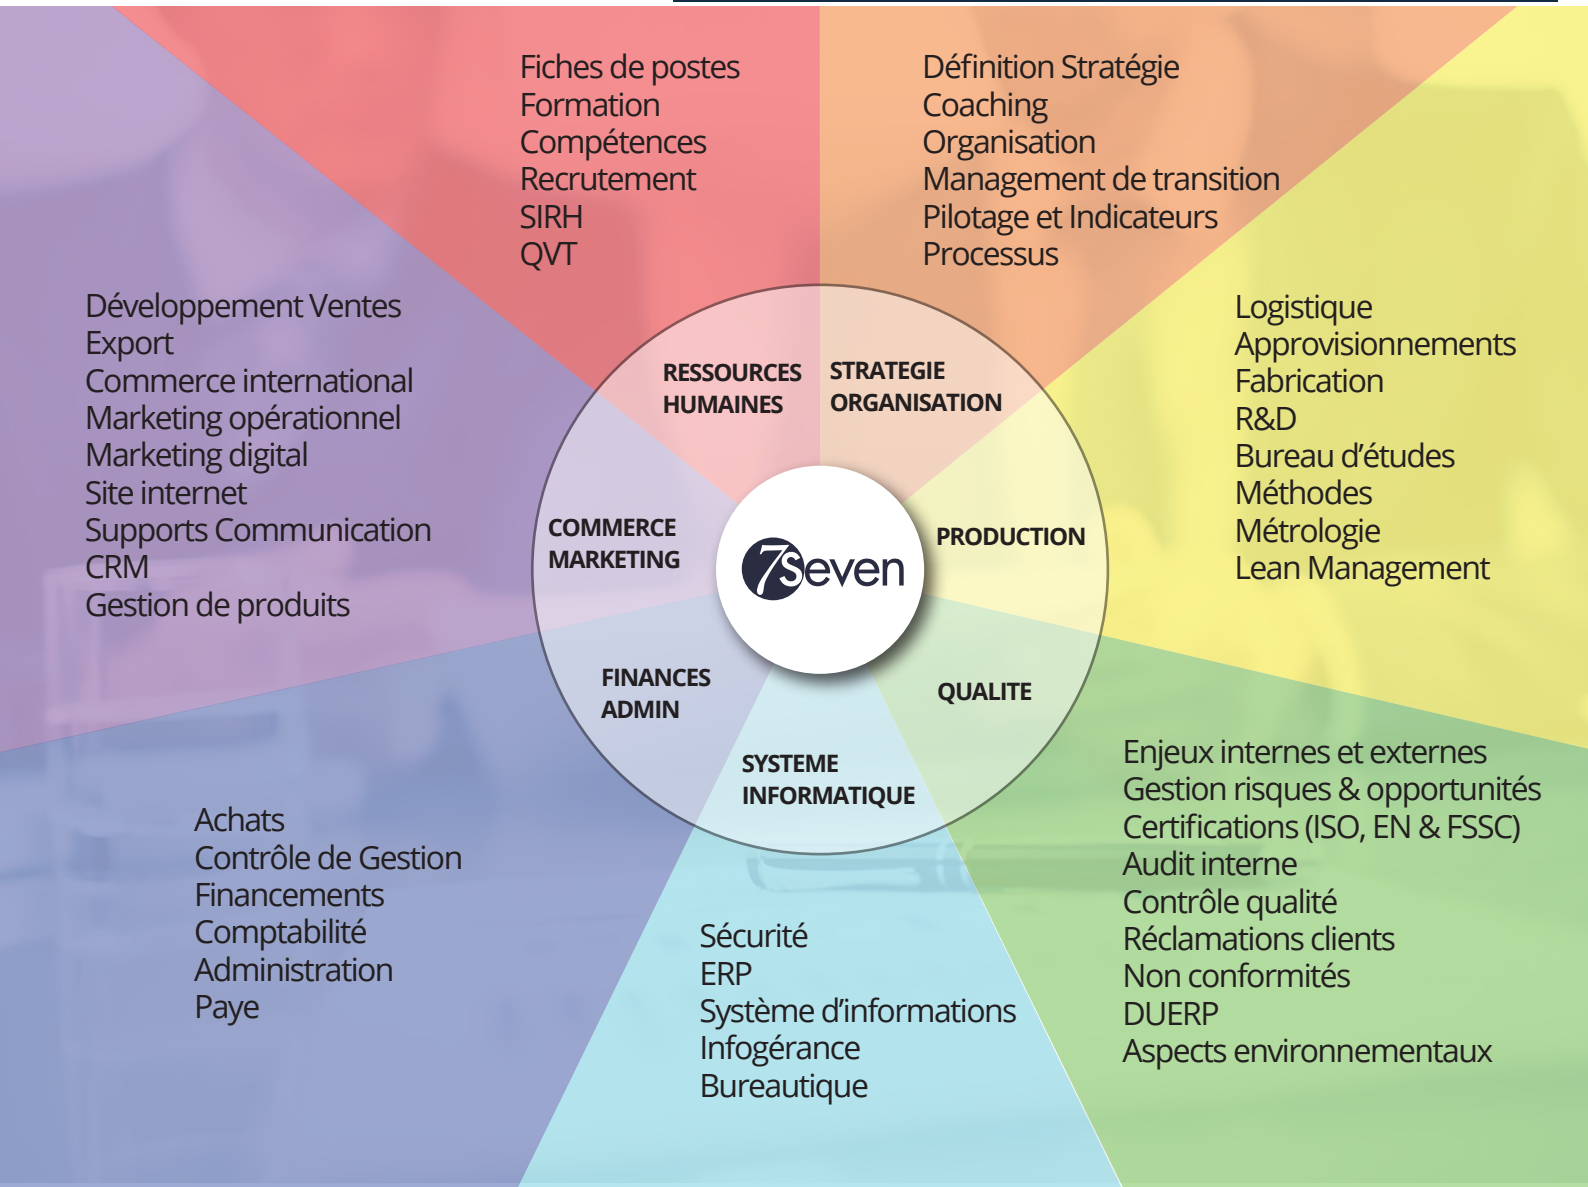 Fiches de postes
Formation
Compétences
Recrutement
SIRH
QVT
Définition Stratégie
Coaching
Organisation
Management de transition
Pilotage et Indicateurs
Processus
Développement Ventes
Export
Commerce international
Marketing opérationnel
Marketing digital
Site internet
Supports Communication
CRM
Gestion de produits
Logistique
Approvisionnements
Fabrication
R&D
Bureau d’études
Méthodes
Métrologie
Lean Management
RESSOURCES
HUMAINES
STRATEGIE
ORGANISATION
COMMERCE
MARKETING
7Seven
PRODUCTION
FINANCES
ADMIN
QUALITE
SYSTEME
INFORMATIQUE
Achats
Contrôle de Gestion
Financements
Comptabilité
Administration
Paye
Sécurité
ERP
Système d’informations
Infogérance
Bureautique
Enjeux internes et externes
Gestion risques & opportunités
Certifications (ISO, EN & FSSC)
Audit interne
Contrôle qualité
Réclamations clients
Non conformités
DUERP
Aspects environnementaux